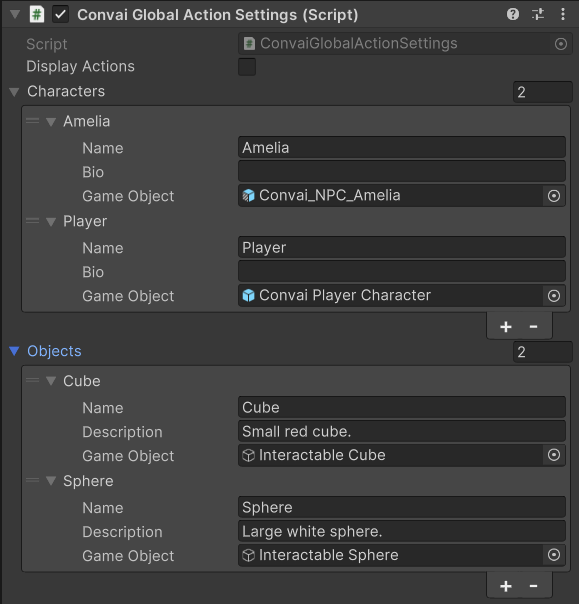 Convai Global Action Settings (Script)
Script ConvaiGlobalActionSettings
Display Actions
Characters 2
Amelia
Name Amelia
Bio
Game Object Convai_NPC_Amelia
Player
Name Player
Bio
Game Object Convai Player Character
+ -
Objects 2
Cube
Name Cube
Description Small red cube.
Game Object Interactable Cube
Sphere
Name Sphere
Description Large white sphere.
Game Object Interactable Sphere
+ -